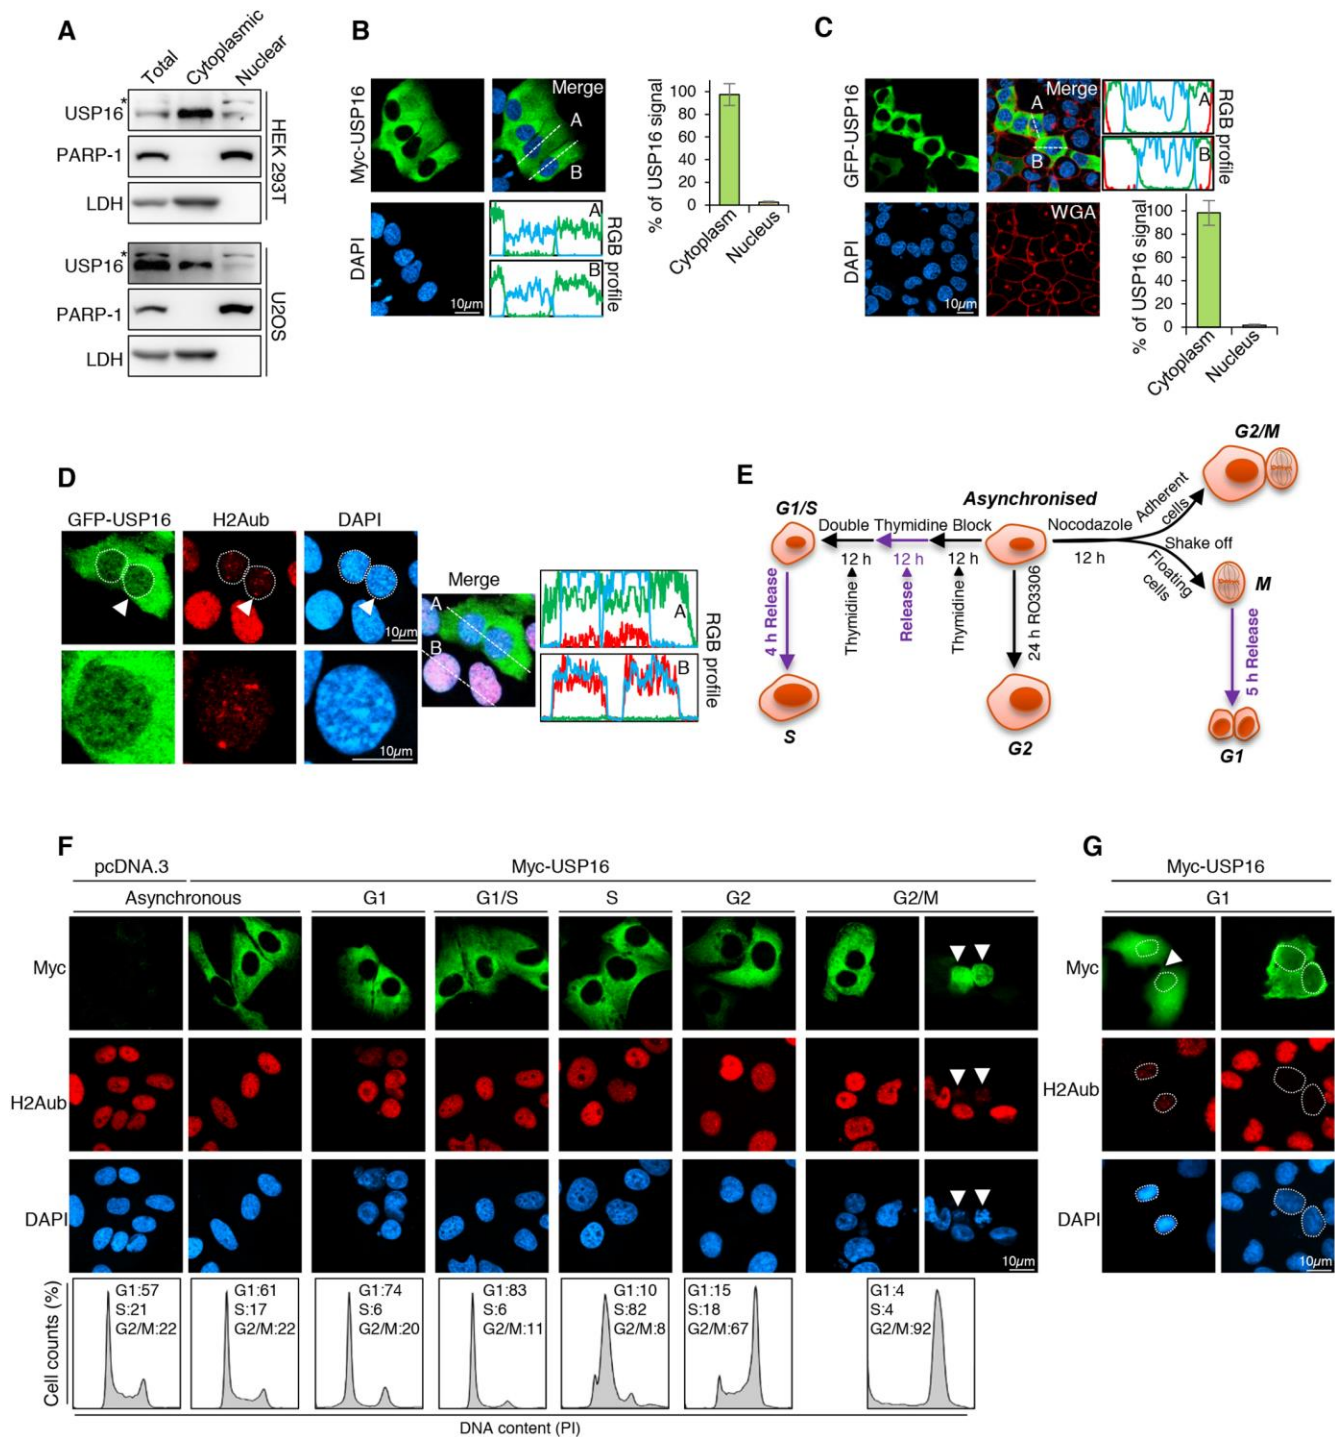 A
Total
Cytoplasmic
Nuclear
*
USP16
PARP-1
LDH
HEK 293T
*
USP16
PARP-1
LDH
U2OS
B
Myc-USP16
Merge
A
B
DAPI
10µm
A
B
RGB profile
% of USP16 signal
100
80
60
40
20
0
Cytoplasm
Nucleus
C
GFP-USP16
Merge
A
B
A
B
RGB profile
DAPI
10µm
WGA
% of USP16 signal
100
80
60
40
20
0
Cytoplasm
Nucleus
D
GFP-USP16
H2Aub
DAPI
10µm
10µm
Merge
A
B
A
B
RGB profile
E
G1/S
Asynchronised
G2/M
Double Thymidine Block
12 h
12 h
12 h
Thymidine
Release
Thymidine
Nocodazole
12 h
Adherent
cells
Shake off
Floating
cells
M
4 h Release
24 h RO3306
5 h Release
S
G2
G1
F
pcDNA.3
Myc-USP16
Asynchronous
G1
G1/S
S
G2
G2/M
Myc
H2Aub
DAPI
10µm
Cell counts (%)
G1:57
S:21
G2/M:22
G1:61
S:17
G2/M:22
G1:74
S:6
G2/M:20
G1:83
S:6
G2/M:11
G1:10
S:82
G2/M:8
G1:15
S:18
G2/M:67
G1:4
S:4
G2/M:92
DNA content (PI)
G
Myc-USP16
G1
Myc
H2Aub
DAPI
10µm